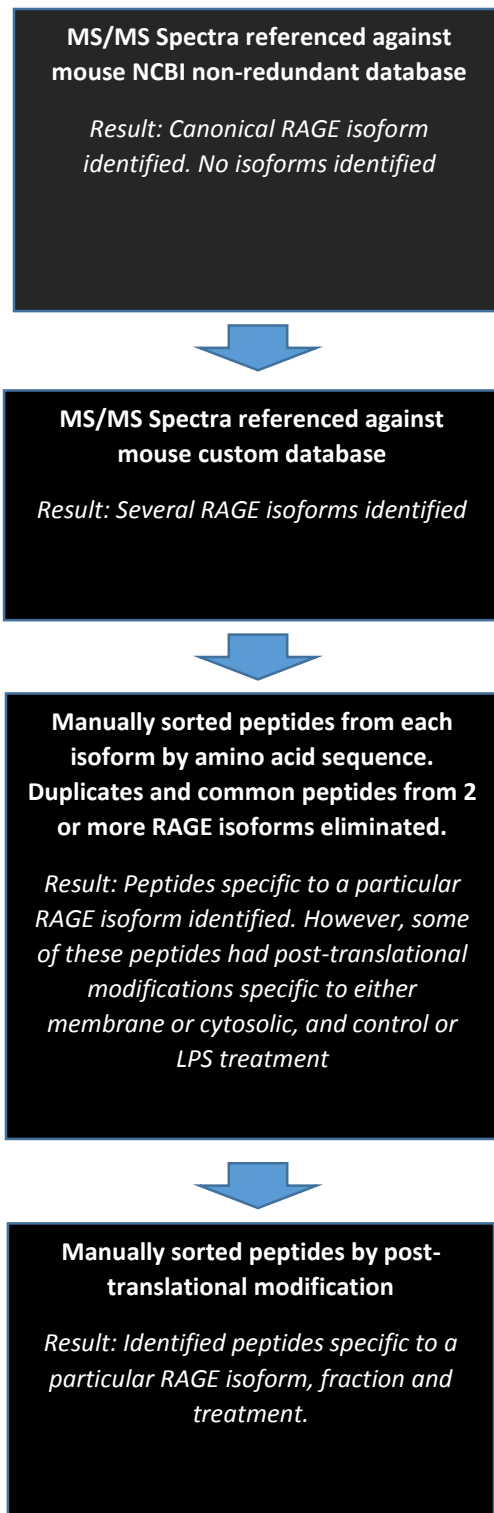 MS/MS Spectra referenced against
mouse NCBI non-redundant database
Result: Canonical RAGE isoform
identified. No isoforms identified
MS/MS Spectra referenced against
mouse custom database
Result: Several RAGE isoforms identified
Manually sorted peptides from each
isoform by amino acid sequence.
Duplicates and common peptides from 2
or more RAGE isoforms eliminated.
Result: Peptides specific to a particular
RAGE isoform identified. However, some
of these peptides had post-translational
modifications specific to either
membrane or cytosolic, and control or
LPS treatment
Manually sorted peptides by post-
translational modification
Result: Identified peptides specific to a
particular RAGE isoform, fraction and
treatment.